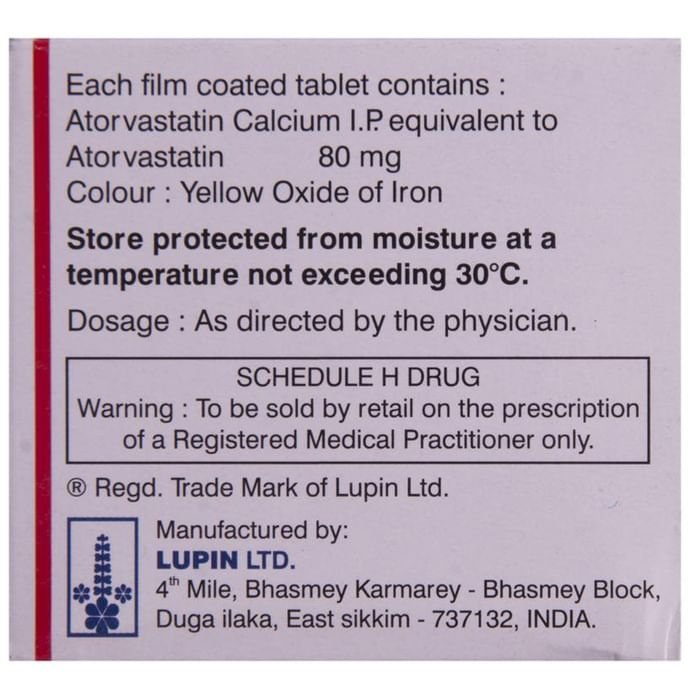 Each film coated tablet contains :
Atorvastatin Calcium I.P. equivalent to
Atorvastatin 80 mg
Colour : Yellow Oxide of Iron
Store protected from moisture at a
temperature not exceeding 30°C.
Dosage : As directed by the physician.
SCHEDULE H DRUG
Warning : To be sold by retail on the prescription
of a Registered Medical Practitioner only.
® Regd. Trade Mark of Lupin Ltd.
Manufactured by:
LUPIN LTD.
4th Mile, Bhasmey Karmarey - Bhasmey Block,
Duga ilaka, East sikkim - 737132, INDIA.